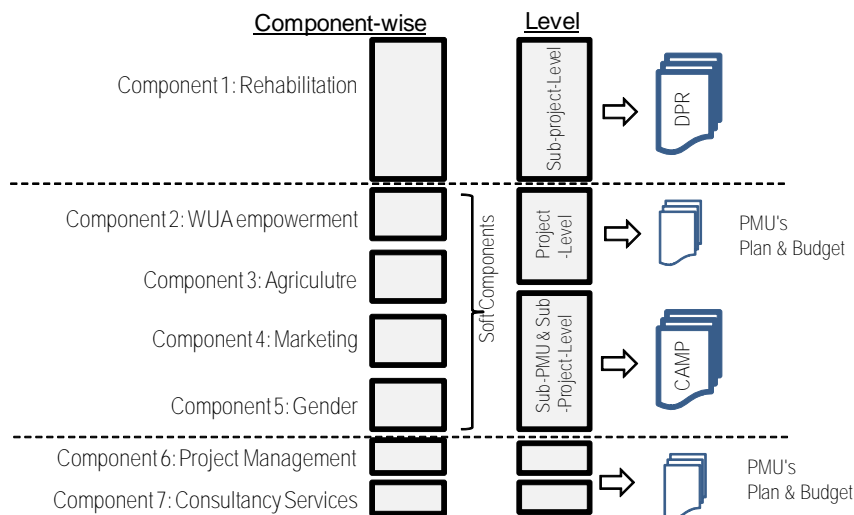 Component-wise
Level
Component 1: Rehabilitation
Sub-project-Level
DPR
Component 2: WUA empowerment
Component 3: Agriculutre
Component 4: Marketing
Component 5: Gender
Soft Components
Project
-Level
PMU's
Plan & Budget
Sub-PMU & Sub
-Project-Level
CAMP
Component 6: Project Management
Component 7: Consultancy Services
PMU's
Plan & Budget